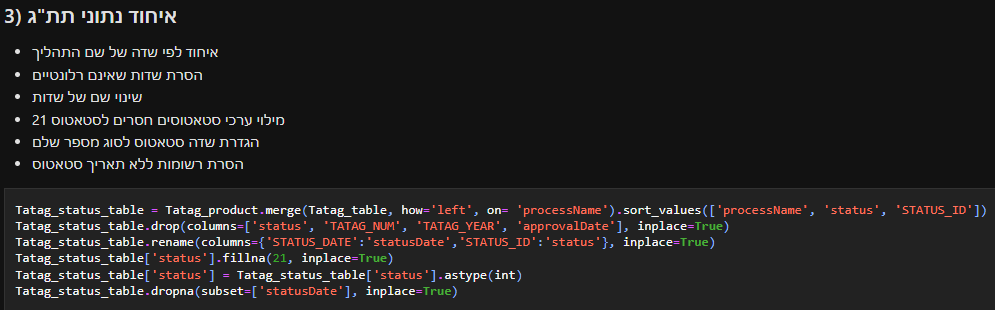 3) איחוד נתוני תת"ג
• איחוד לפי שדה של שם התהליך
• הסרת שדות שאינם רלונטיים
• שינוי שם של שדות
• מילוי ערכי סטאטוסים חסרים לסטאטוס 21
• הגדרת שדה סטאטוס לסוג מספר שלם
• הסרת רשומות ללא תאריך סטאטוס
Tatag_status_table = Tatag_product.merge(Tatag_table, how='left', on= 'processName').sort_values(['processName', 'status', 'STATUS_ID'])
Tatag_status_table.drop(columns=['status', 'TATAG_NUM', 'TATAG_YEAR', 'approvalDate'], inplace=True)
Tatag_status_table.rename(columns={'STATUS_DATE':'statusDate','STATUS_ID':'status'}, inplace=True)
Tatag_status_table['status'].fillna(21, inplace=True)
Tatag_status_table['status'] = Tatag_status_table['status'].astype(int)
Tatag_status_table.dropna(subset=['statusDate'], inplace=True)